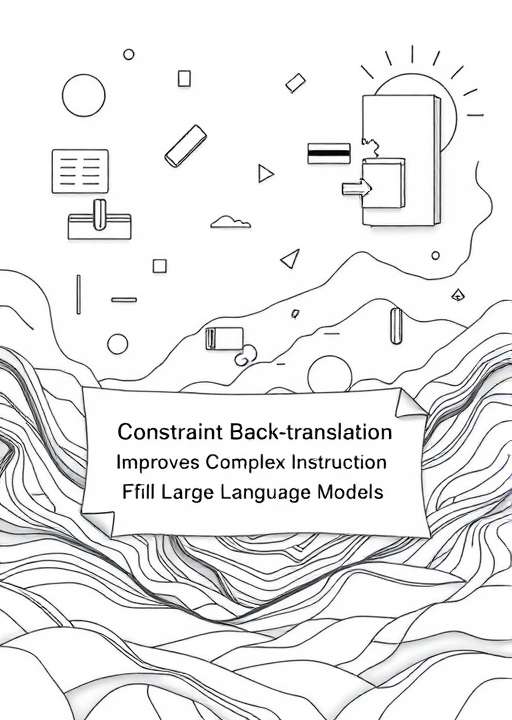 Constraint Back-translation
Improves Complex Instruction
Ffill Large Language Models